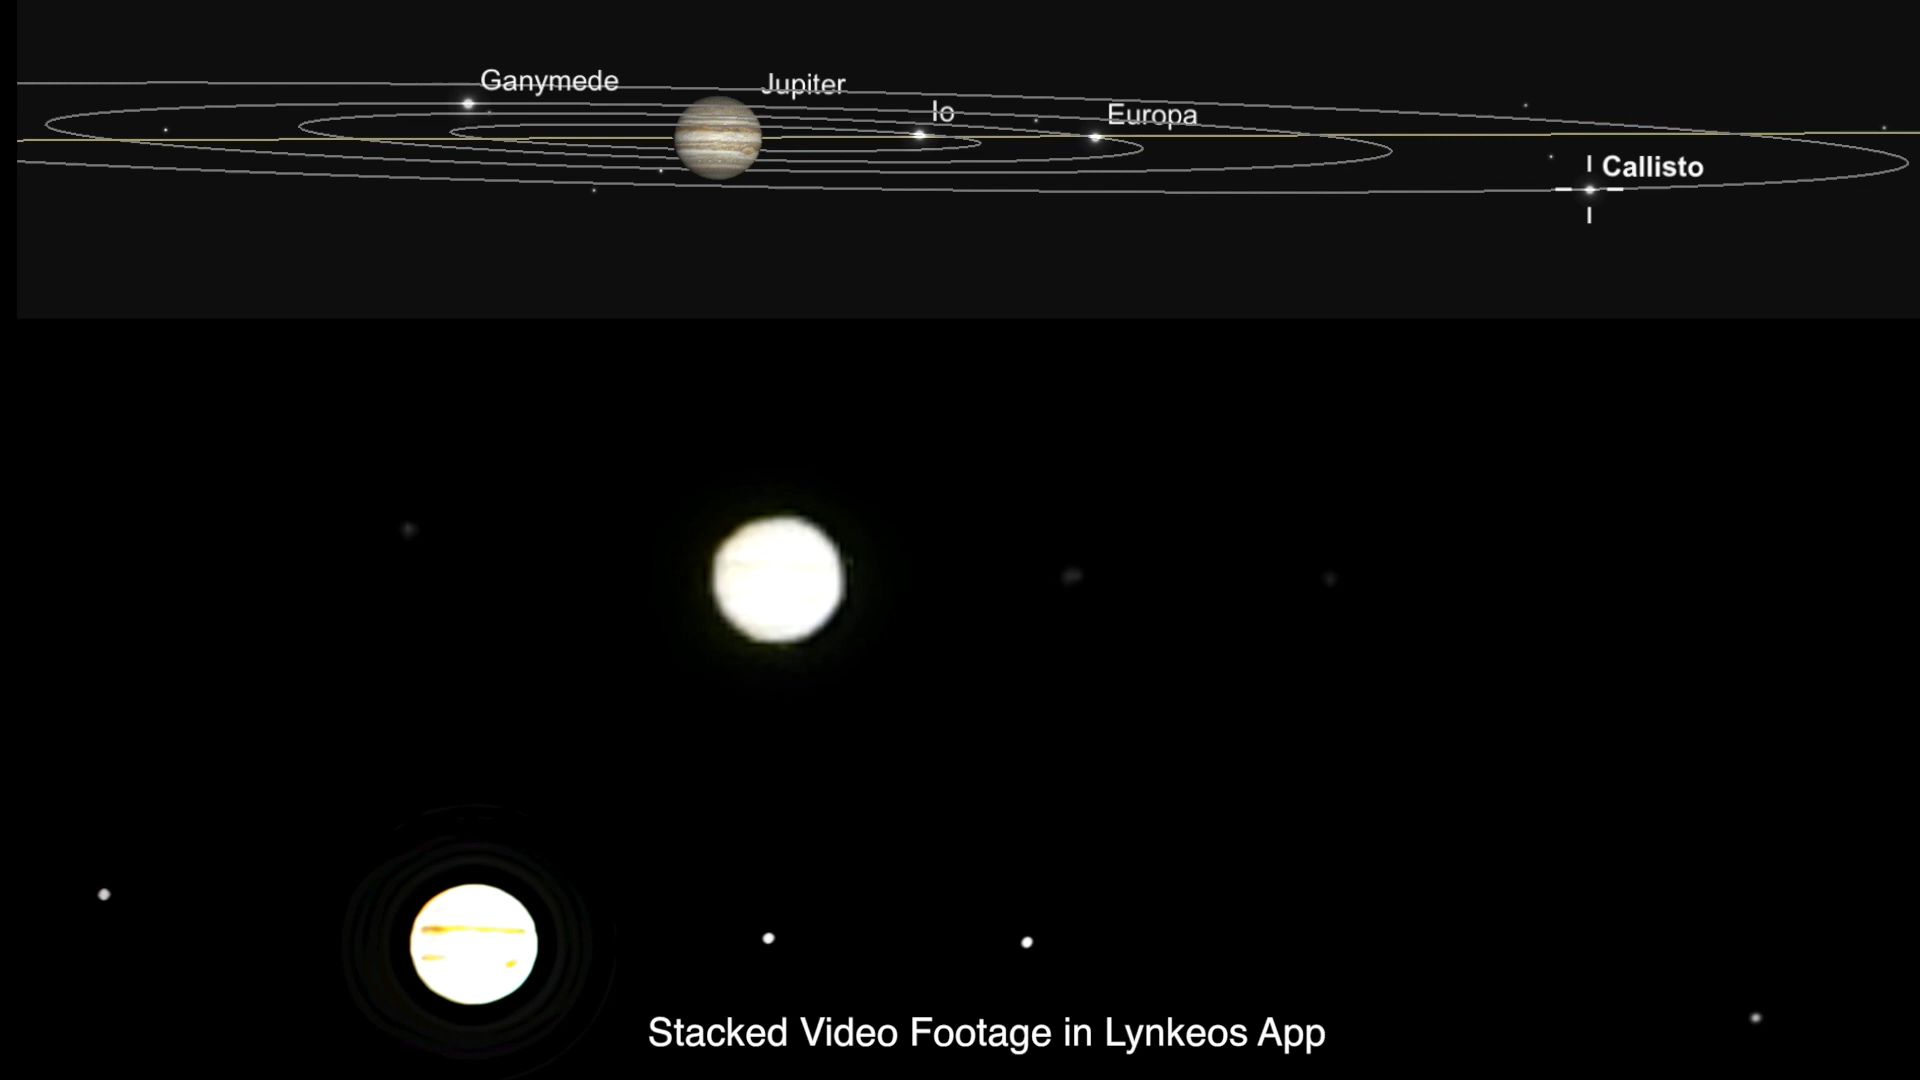 Ganymede
Jupiter
Io
Europa
Callisto
Stacked Video Footage in Lynkeos App